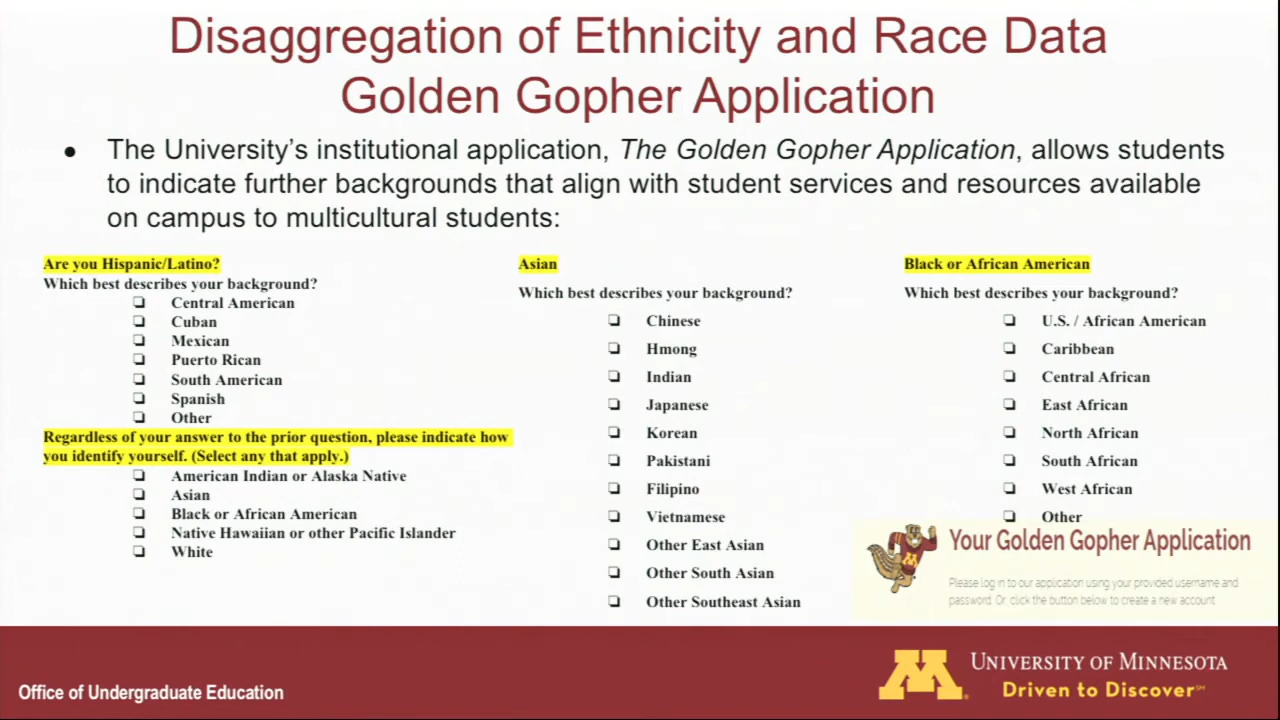 Disaggregation of Ethnicity and Race Data
Golden Gopher Application
● The University's institutional application, The Golden Gopher Application, allows students
to indicate further backgrounds that align with student services and resources available
on campus to multicultural students:
Are you Hispanic/Latino?
Which best describes your background?
❏ Central American
❏ Cuban
❏ Mexican
❏ Puerto Rican
❏ South American
❏ Spanish
❏ Other
Regardless of your answer to the prior question, please indicate how
you identify yourself. (Select any that apply.)
❏ American Indian or Alaska Native
❏ Asian
❏ Black or African American
❏ Native Hawaiian or other Pacific Islander
❏ White
Asian
Which best describes your background?
❏ Chinese
❏ Hmong
❏ Indian
❏ Japanese
❏ Korean
❏ Pakistani
❏ Filipino
❏ Vietnamese
❏ Other East Asian
❏ Other South Asian
❏ Other Southeast Asian
Black or African American
Which best describes your background?
❏ U.S. / African American
❏ Caribbean
❏ Central African
❏ East African
❏ North African
❏ South African
❏ West African
❏ Other
Your Golden Gopher Application
Please log in to our application using your provided username and
password. Or click the button below to create a new account
Office of Undergraduate Education
M
UNIVERSITY OF MINNESOTA
Driven to Discover℠